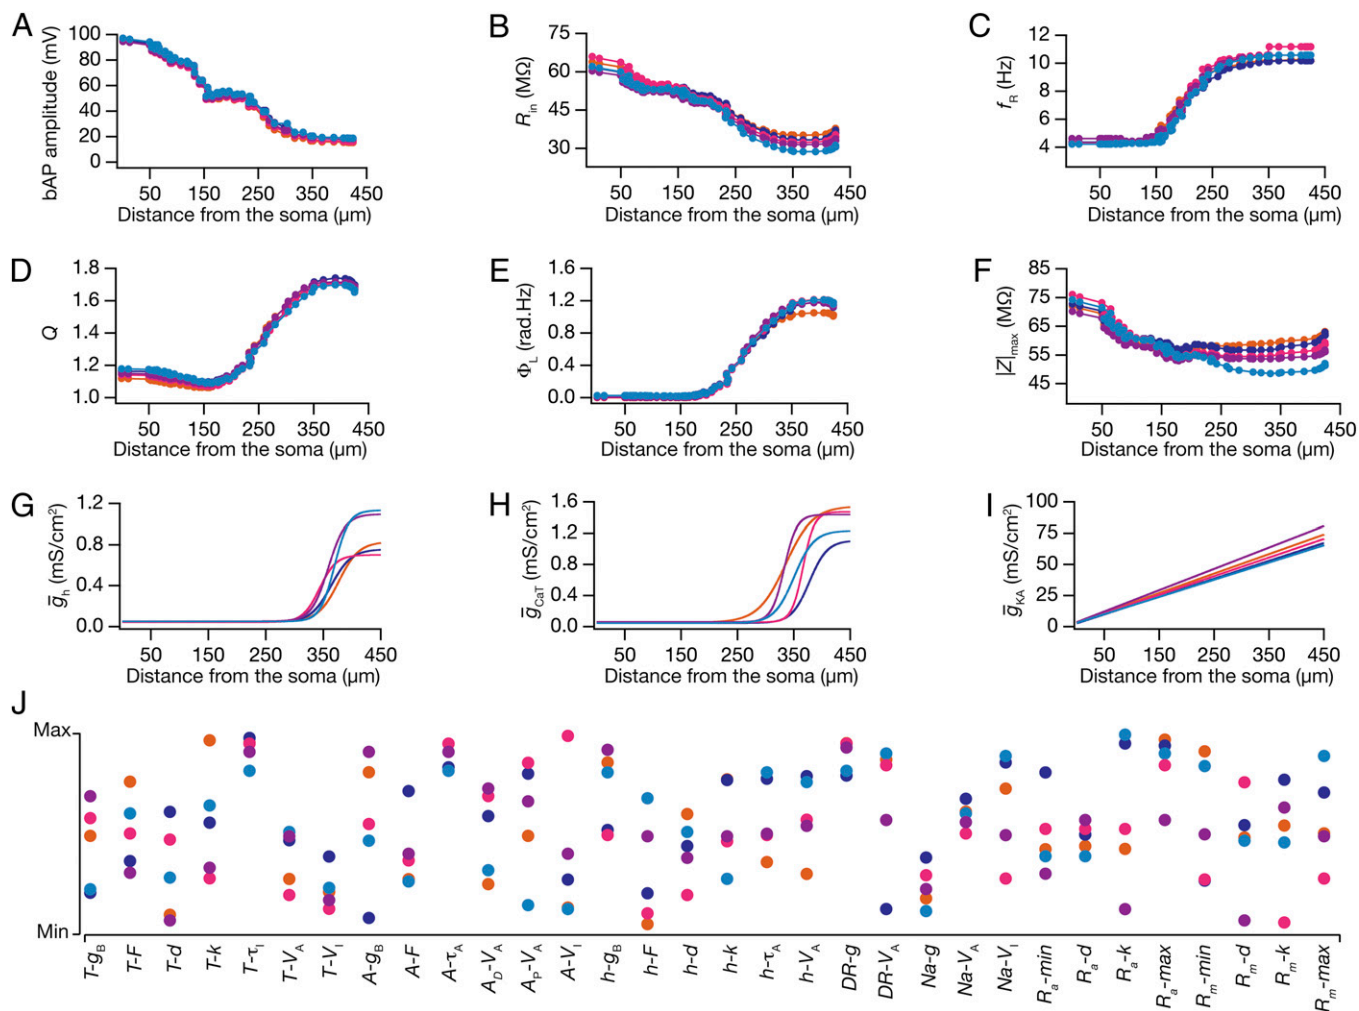 A
bAP amplitude (mV)
100
80
60
40
20
0
50 150 250 350 450
Distance from the soma (µm)
B
R_in (MΩ)
75
60
45
30
50 150 250 350 450
Distance from the soma (µm)
C
f_R (Hz)
12
10
8
6
4
50 150 250 350 450
Distance from the soma (µm)
D
Q
1.8
1.6
1.4
1.2
1.0
50 150 250 350 450
Distance from the soma (µm)
E
Φ_L (rad.Hz)
1.6
1.2
0.8
0.4
0.0
50 150 250 350 450
Distance from the soma (µm)
F
|Z|_max (MΩ)
85
75
65
55
45
50 150 250 350 450
Distance from the soma (µm)
G
g̅_h (mS/cm²)
1.2
0.8
0.4
0.0
50 150 250 350 450
Distance from the soma (µm)
H
g̅_CaT (mS/cm²)
1.6
1.2
0.8
0.4
0.0
50 150 250 350 450
Distance from the soma (µm)
I
g̅_KA (mS/cm²)
100
75
50
25
0
50 150 250 350 450
Distance from the soma (µm)
J
Max
Min
T-g_B
T-F
T-d
T-k
T-τ_I
T-V_A
T-V_I
A-g_B
A-F
A-τ_A
A_D-V_A
A_P-V_A
A-V_I
h-g_B
h-F
h-d
h-k
h-τ_A
h-V_A
DR-g
DR-V_A
Na-g
Na-V_A
Na-V_I
R_a-min
R_a-d
R_a-k
R_a-max
R_m-min
R_m-d
R_m-k
R_m-max